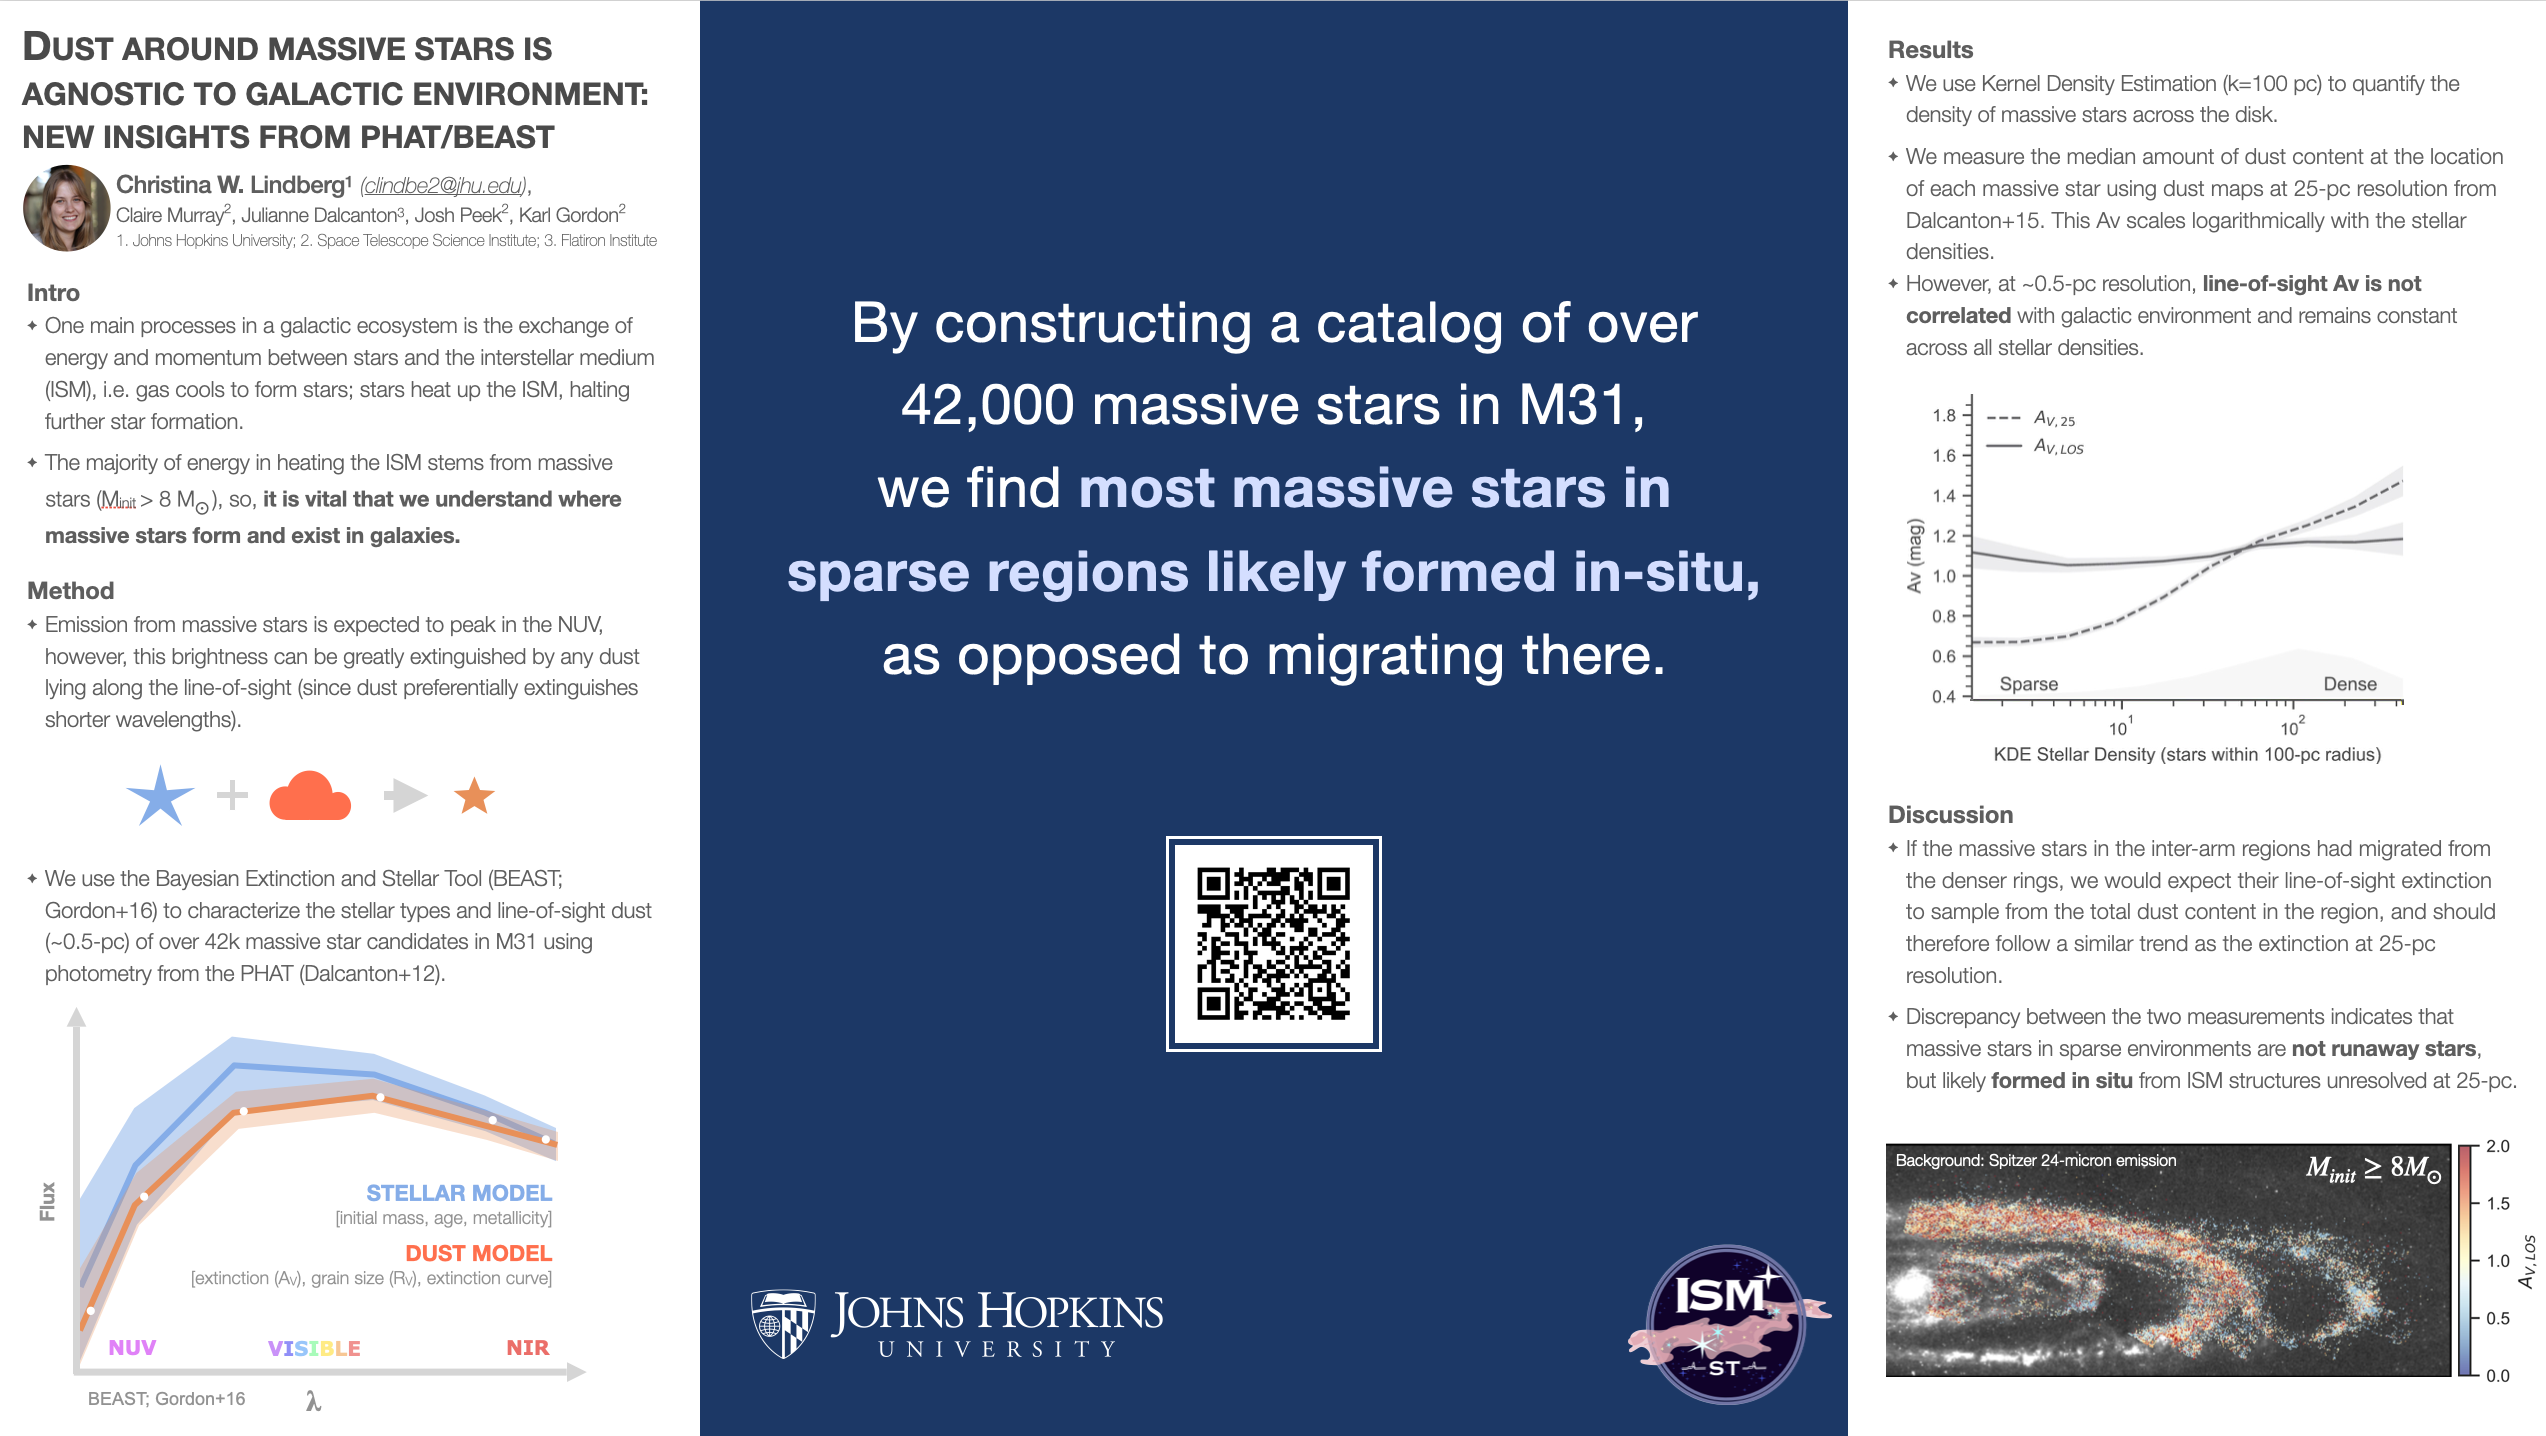 DUST AROUND MASSIVE STARS IS
AGNOSTIC TO GALACTIC ENVIRONMENT:
NEW INSIGHTS FROM PHAT/BEAST
Christina W. Lindberg¹ (clindbe2@jhu.edu),
Claire Murray², Julianne Dalcanton³, Josh Peek², Karl Gordon²
1. Johns Hopkins University; 2. Space Telescope Science Institute; 3. Flatiron Institute
Intro
✦ One main processes in a galactic ecosystem is the exchange of
energy and momentum between stars and the interstellar medium
(ISM), i.e. gas cools to form stars; stars heat up the ISM, halting
further star formation.
✦ The majority of energy in heating the ISM stems from massive
stars (Minit > 8 M⊙), so, it is vital that we understand where
massive stars form and exist in galaxies.
Method
✦ Emission from massive stars is expected to peak in the NUV,
however, this brightness can be greatly extinguished by any dust
lying along the line-of-sight (since dust preferentially extinguishes
shorter wavelengths).
✦ We use the Bayesian Extinction and Stellar Tool (BEAST;
Gordon+16) to characterize the stellar types and line-of-sight dust
(~0.5-pc) of over 42k massive star candidates in M31 using
photometry from the PHAT (Dalcanton+12).
Flux
STELLAR MODEL
[initial mass, age, metallicity]
DUST MODEL
[extinction (Av), grain size (Rv), extinction curve]
NUV VISIBLE NIR
BEAST; Gordon+16 λ
By constructing a catalog of over
42,000 massive stars in M31,
we find most massive stars in
sparse regions likely formed in-situ,
as opposed to migrating there.
JOHNS HOPKINS
UNIVERSITY
ISM
ST
Results
✦ We use Kernel Density Estimation (k=100 pc) to quantify the
density of massive stars across the disk.
✦ We measure the median amount of dust content at the location
of each massive star using dust maps at 25-pc resolution from
Dalcanton+15. This Av scales logarithmically with the stellar
densities.
✦ However, at ~0.5-pc resolution, line-of-sight Av is not
correlated with galactic environment and remains constant
across all stellar densities.
AV,25
AV,LOS
Av (mag)
1.8
1.6
1.4
1.2
1.0
0.8
0.6
0.4
Sparse Dense
10¹ 10²
KDE Stellar Density (stars within 100-pc radius)
Discussion
✦ If the massive stars in the inter-arm regions had migrated from
the denser rings, we would expect their line-of-sight extinction
to sample from the total dust content in the region, and should
therefore follow a similar trend as the extinction at 25-pc
resolution.
✦ Discrepancy between the two measurements indicates that
massive stars in sparse environments are not runaway stars,
but likely formed in situ from ISM structures unresolved at 25-pc.
Background: Spitzer 24-micron emission
Minit ≥ 8M⊙
2.0
1.5
1.0
0.5
0.0
AV,LOS